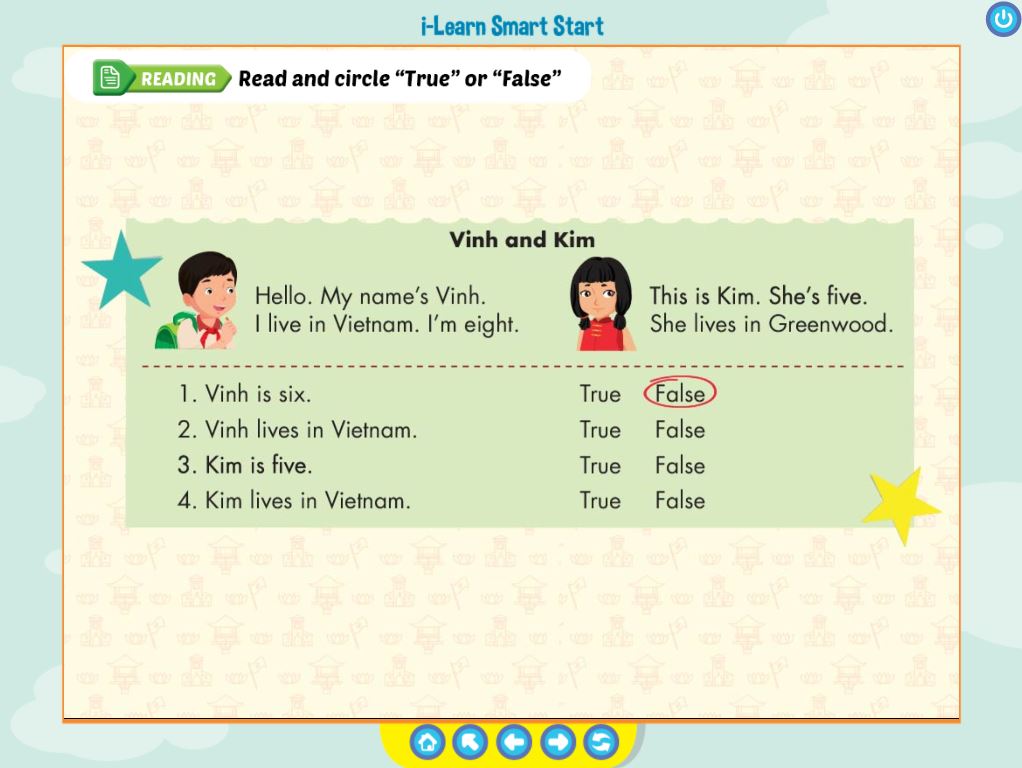 i-Learn Smart Start
READING Read and circle “True” or “False”
Vinh and Kim
Hello. My name’s Vinh.
I live in Vietnam. I’m eight.
This is Kim. She’s five.
She lives in Greenwood.
1. Vinh is six. True False
2. Vinh lives in Vietnam. True False
3. Kim is five. True False
4. Kim lives in Vietnam. True False